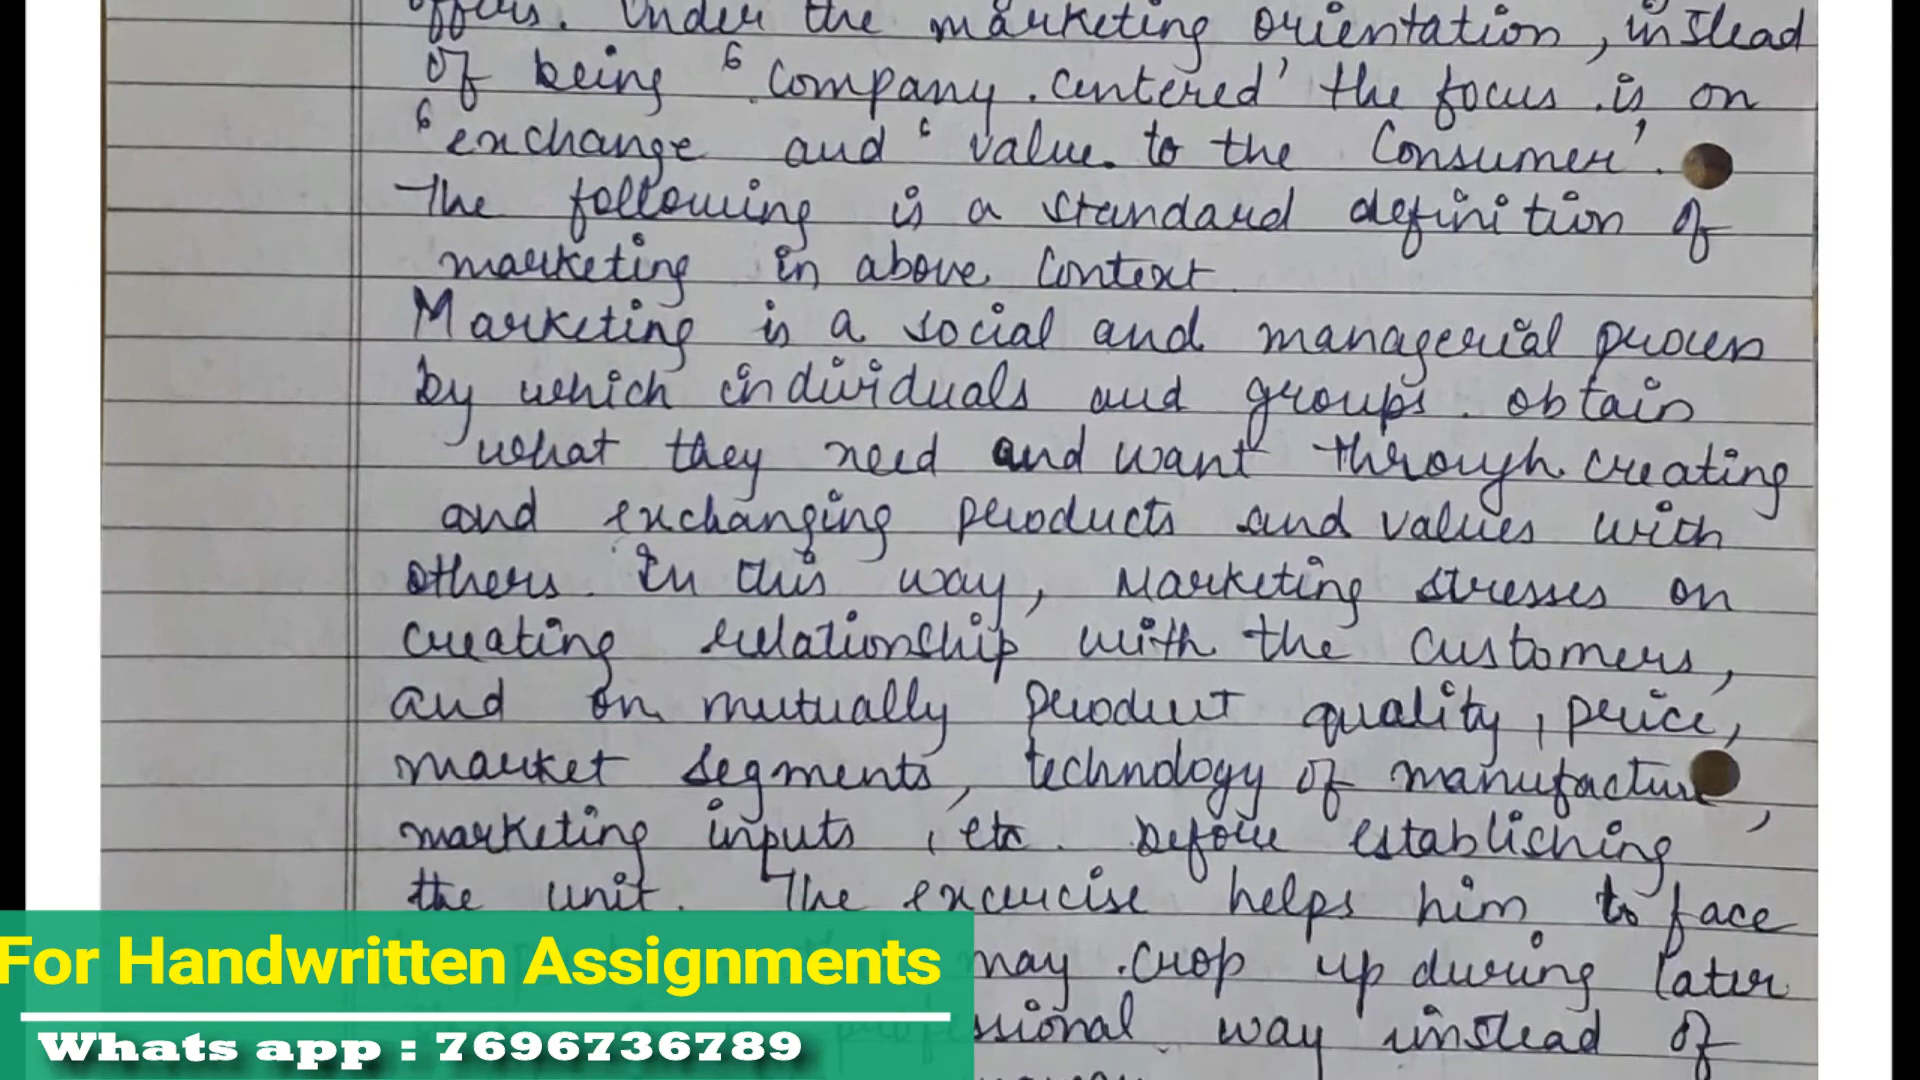 offers. Under the marketing orientation, instead
of being ‘company centered’ the focus is on
‘exchange and ‘value to the Consumer’.
The following is a standard definition of
marketing in above Context
Marketing is a social and managerial process
by which individuals and groups obtain
what they need and want through creating
and exchanging products and values with
others. In this way, Marketing stresses on
creating relationship with the customers,
and on mutually product quality, price,
market segments, technology of manufacture,
marketing inputs, etc. before establishing
the unit. The excercise helps him to face
may crop up during later
professional way instead of
For Handwritten Assignments
Whats app : 7696736789